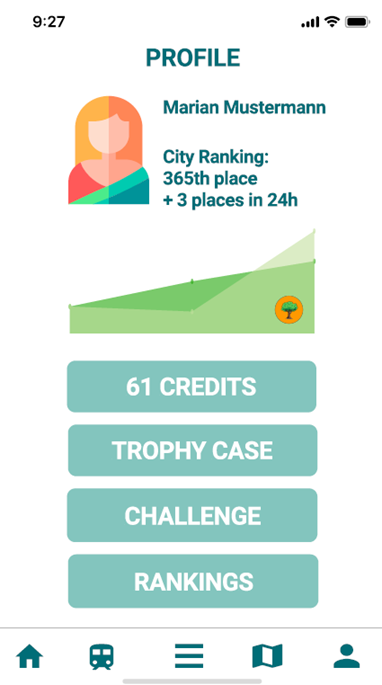 9:27
PROFILE
Marian Mustermann
City Ranking:
365th place
+ 3 places in 24h
61 CREDITS
TROPHY CASE
CHALLENGE
RANKINGS